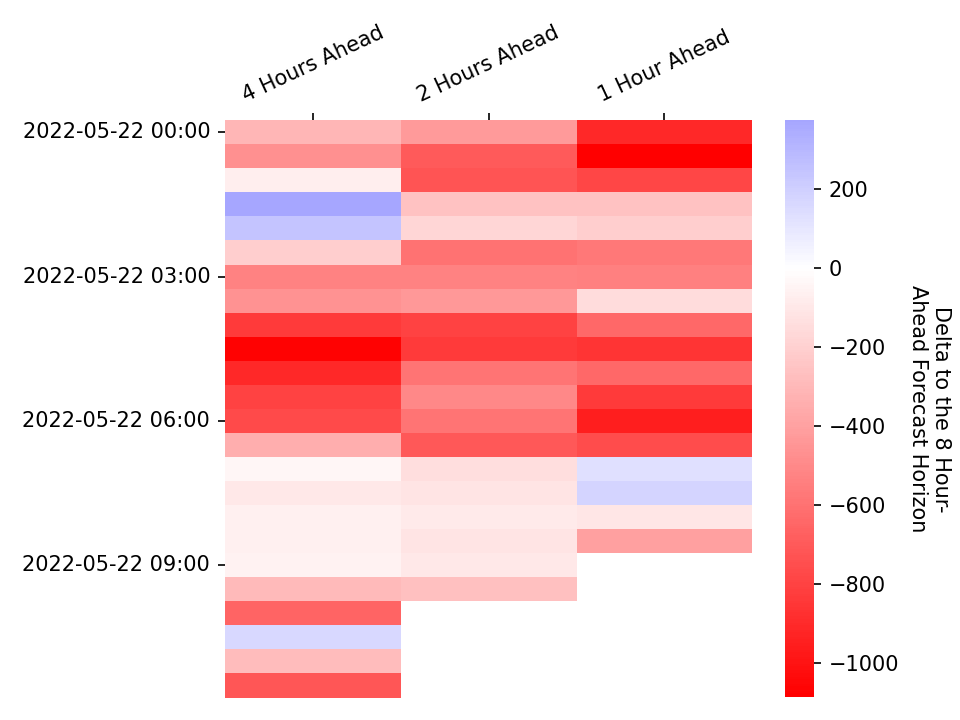 4 Hours Ahead
2 Hours Ahead
1 Hour Ahead
2022-05-22 00:00
2022-05-22 03:00
2022-05-22 06:00
2022-05-22 09:00
200
0
−200
−400
−600
−800
−1000
Delta to the 8 Hour-
Ahead Forecast Horizon